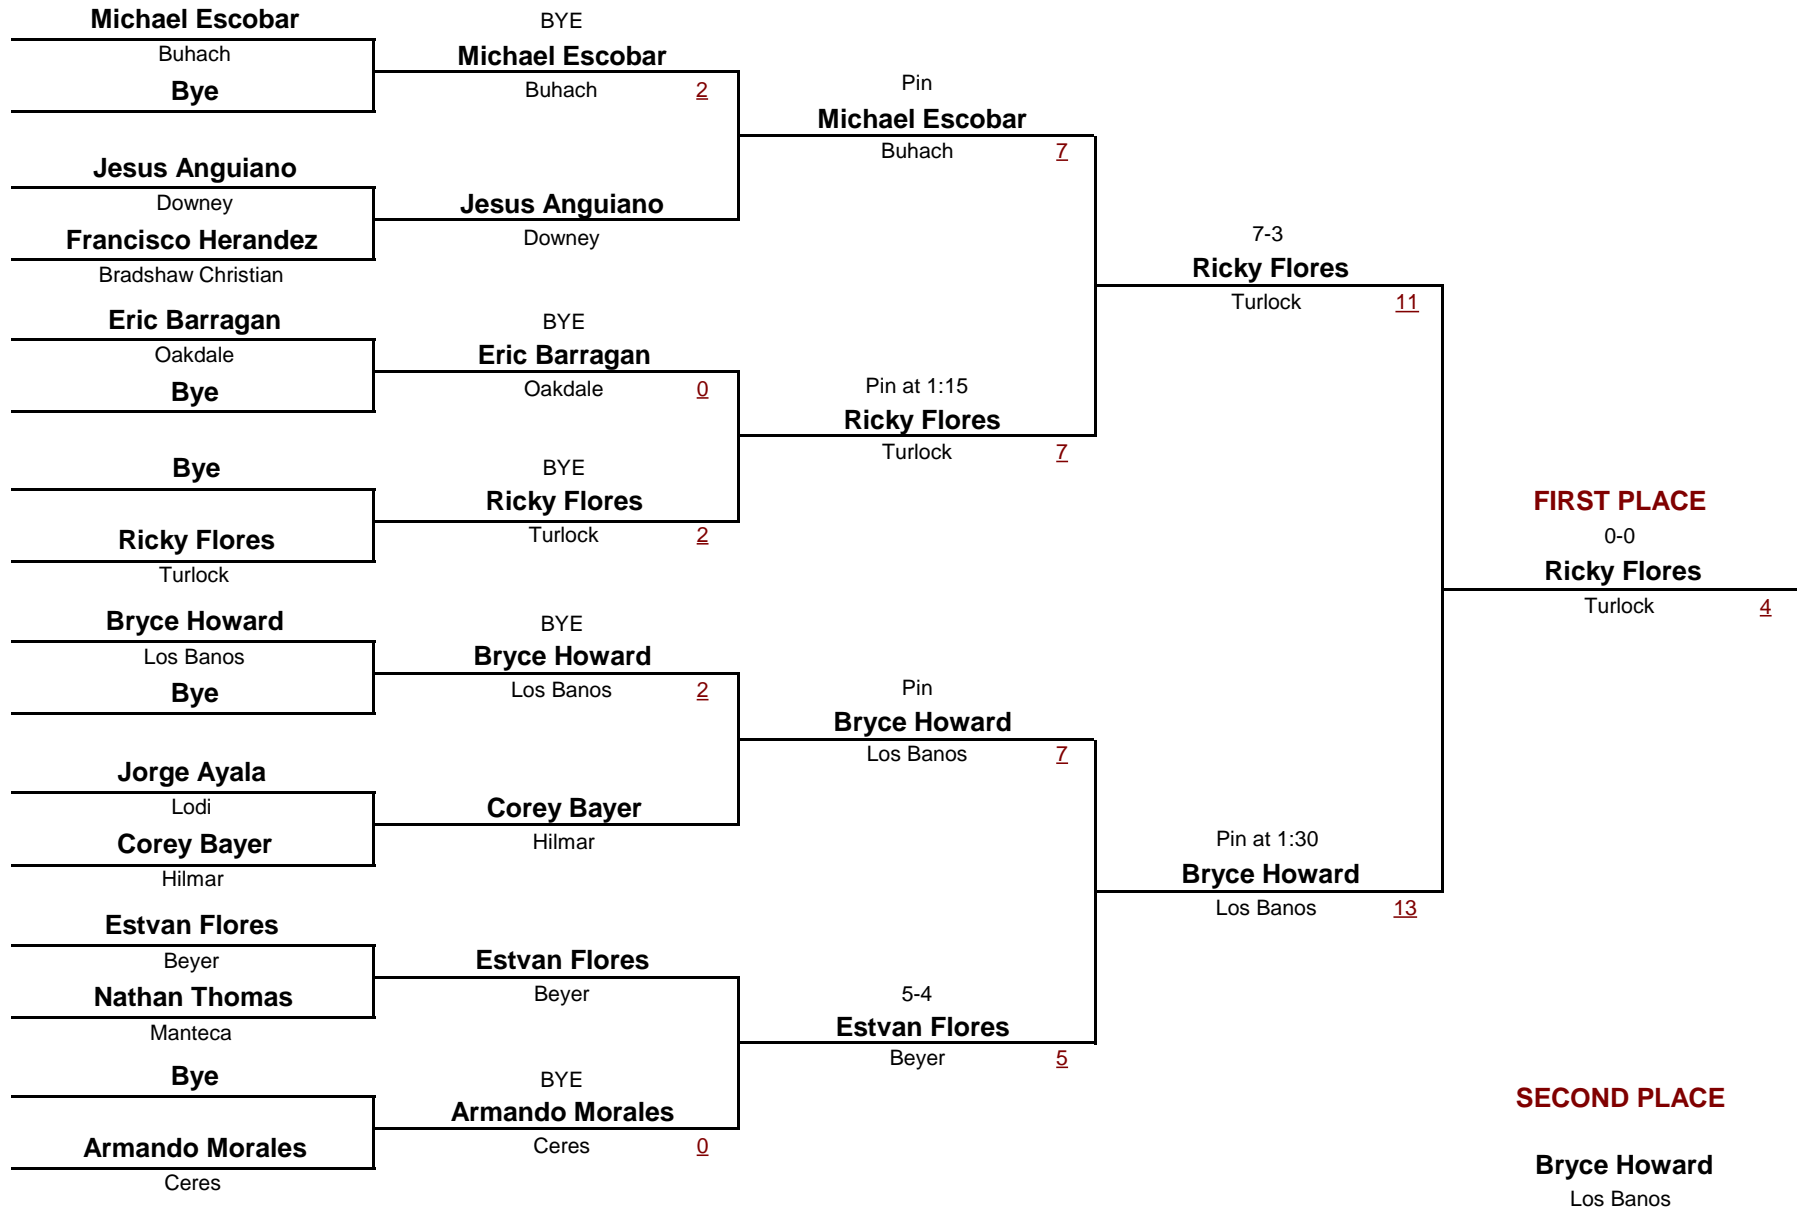 Michael Escobar
Buhach
Bye
Jesus Anguiano
Downey
Francisco Herandez
Bradshaw Christian
Eric Barragan
Oakdale
Bye
Bye
Ricky Flores
Turlock
Bryce Howard
Los Banos
Bye
Jorge Ayala
Lodi
Corey Bayer
Hilmar
Estvan Flores
Beyer
Nathan Thomas
Manteca
Bye
Armando Morales
Ceres
BYE
Michael Escobar
Buhach 2
Jesus Anguiano
Downey
BYE
Eric Barragan
Oakdale 0
BYE
Ricky Flores
Turlock 2
BYE
Bryce Howard
Los Banos 2
Corey Bayer
Hilmar
Estvan Flores
Beyer
BYE
Armando Morales
Ceres 0
Pin
Michael Escobar
Buhach 7
Pin at 1:15
Ricky Flores
Turlock 7
Pin
Bryce Howard
Los Banos 7
5-4
Estvan Flores
Beyer 5
7-3
Ricky Flores
Turlock 11
Pin at 1:30
Bryce Howard
Los Banos 13
FIRST PLACE
0-0
Ricky Flores
Turlock 4
SECOND PLACE
Bryce Howard
Los Banos